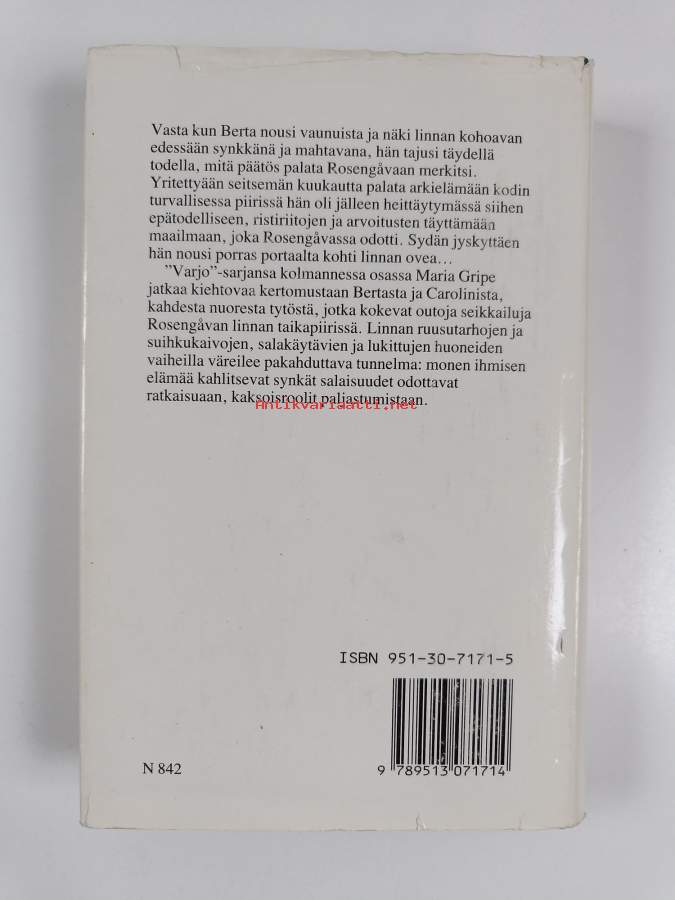 Vasta kun Berta nousi vaunuista ja näki linnan kohoavan
edessään synkkänä ja mahtavana, hän tajusi täydellä
todella, mitä päätös palata Rosengåvaan merkitsi.
Yritettyään seitsemän kuukautta palata arkielämään kodin
turvallisessa piirissä hän oli jälleen heittäytymässä siihen
epätodelliseen, ristiriitojen ja arvoitusten täyttämään
maailmaan, joka Rosengåvassa odotti. Sydän jyskyttäen
hän nousi porras portaalta kohti linnan ovea…
”Varjo”-sarjansa kolmannessa osassa Maria Gripe
jatkaa kiehtovaa kertomustaan Bertasta ja Carolinista,
kahdesta nuoresta tytöstä, jotka kokevat outoja seikkailuja
Rosengåvan linnan taikapiirissä. Linnan ruusutarhojen ja
suihkukaivojen, salakäytävien ja lukittujen huoneiden
vaiheilla väreilee pakahduttava tunnelma: monen ihmisen
elämää kahlitsevat synkät salaisuudet odottavat
ratkaisuaan, kaksoisroolit paljastumistaan.
Antikvariaatti.net
ISBN 951-30-7171-5
9 789513 071714
N 842